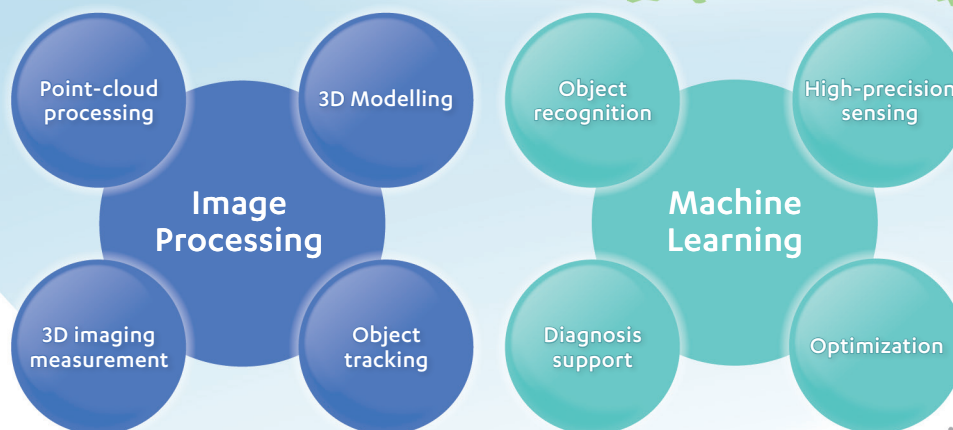 Point-cloud
processing
3D Modelling
Image
Processing
3D imaging
measurement
Object
tracking
Object
recognition
High-precision
sensing
Machine
Learning
Diagnosis
support
Optimization